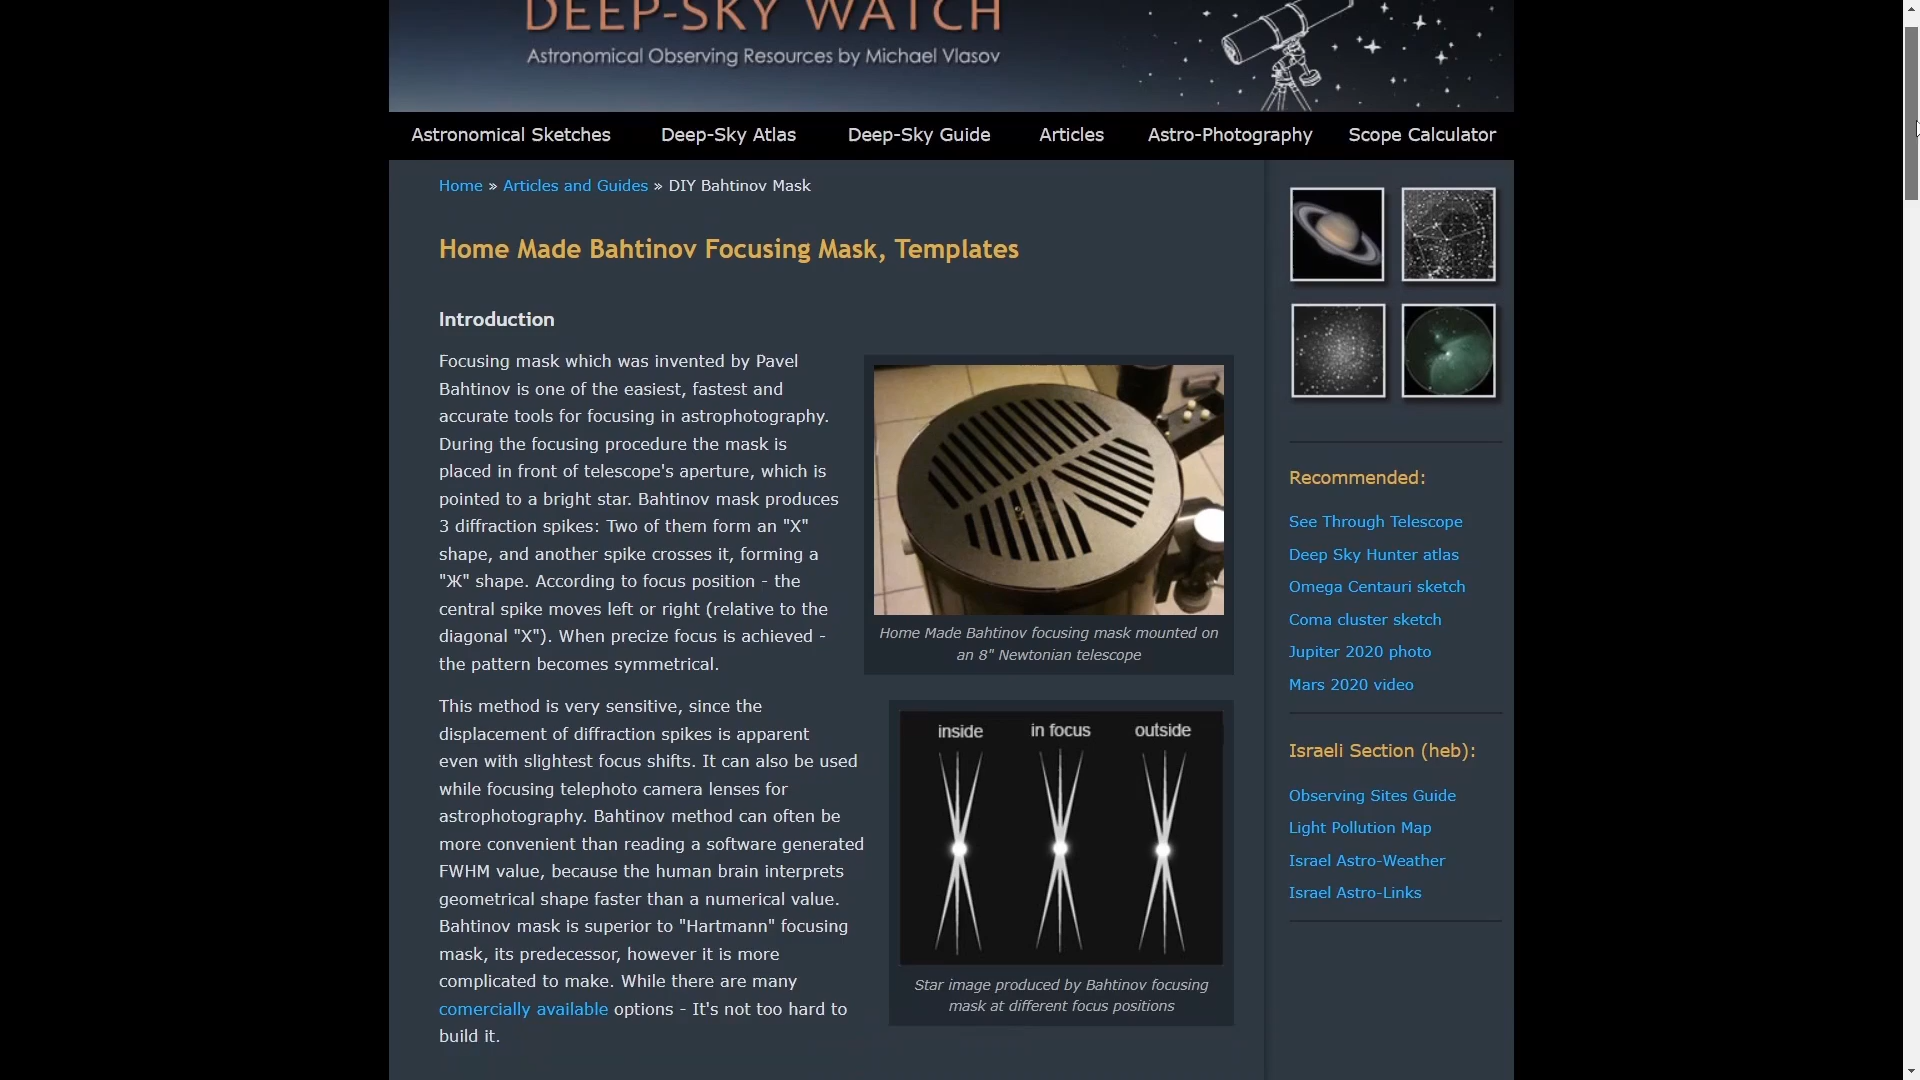 DEEP-SKY WATCH
Astronomical Observing Resources by Michael Vlasov
Astronomical Sketches Deep-Sky Atlas Deep-Sky Guide Articles Astro-Photography Scope Calculator
Home » Articles and Guides » DIY Bahtinov Mask
Home Made Bahtinov Focusing Mask, Templates
Introduction
Focusing mask which was invented by Pavel
Bahtinov is one of the easiest, fastest and
accurate tools for focusing in astrophotography.
During the focusing procedure the mask is
placed in front of telescope's aperture, which is
pointed to a bright star. Bahtinov mask produces
3 diffraction spikes: Two of them form an "X"
shape, and another spike crosses it, forming a
"Ж" shape. According to focus position - the
central spike moves left or right (relative to the
diagonal "X"). When precize focus is achieved -
the pattern becomes symmetrical.
Home Made Bahtinov focusing mask mounted on
an 8" Newtonian telescope
This method is very sensitive, since the
displacement of diffraction spikes is apparent
even with slightest focus shifts. It can also be used
while focusing telephoto camera lenses for
astrophotography. Bahtinov method can often be
more convenient than reading a software generated
FWHM value, because the human brain interprets
geometrical shape faster than a numerical value.
Bahtinov mask is superior to "Hartmann" focusing
mask, its predecessor, however it is more
complicated to make. While there are many
comercially available options - It's not too hard to
build it.
inside in focus outside
Star image produced by Bahtinov focusing
mask at different focus positions
Recommended:
See Through Telescope
Deep Sky Hunter atlas
Omega Centauri sketch
Coma cluster sketch
Jupiter 2020 photo
Mars 2020 video
Israeli Section (heb):
Observing Sites Guide
Light Pollution Map
Israel Astro-Weather
Israel Astro-Links